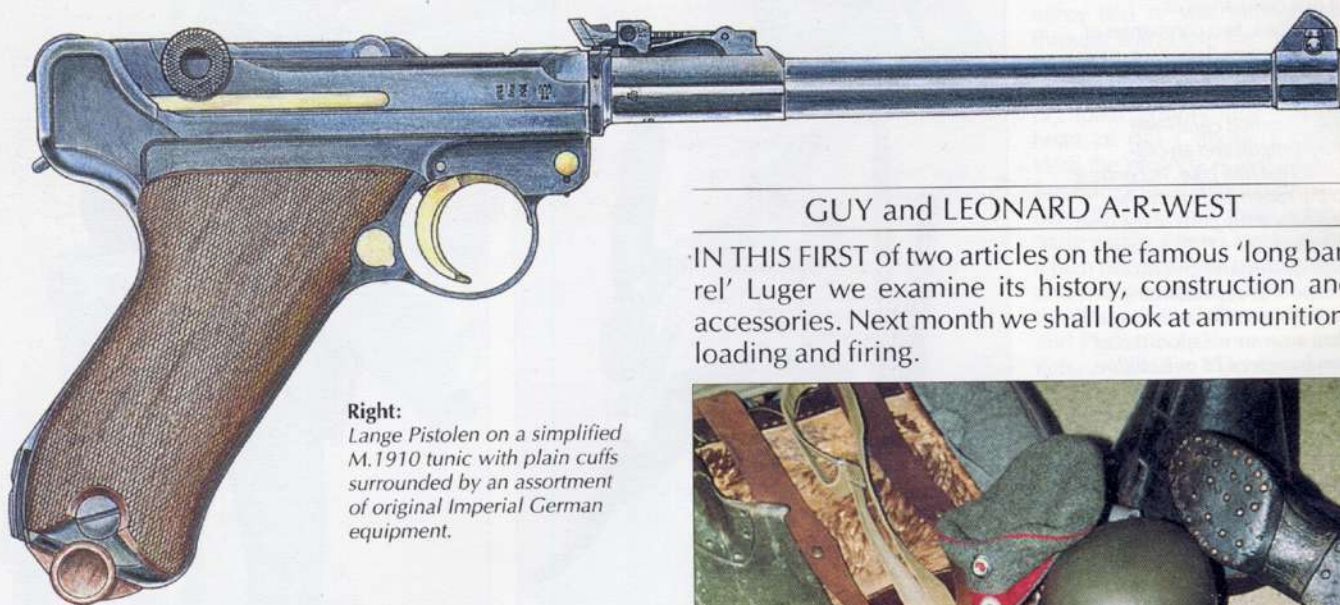 GUY and LEONARD A-R-WEST
IN THIS FIRST of two articles on the famous ‘long bar
rel’ Luger we examine its history, construction and
accessories. Next month we shall look at ammunition
loading and firing.
Right:
Lange Pistolen on a simplified
M.1910 tunic with plain cuffs
surrounded by an assortment
of original Imperial German
equipment.